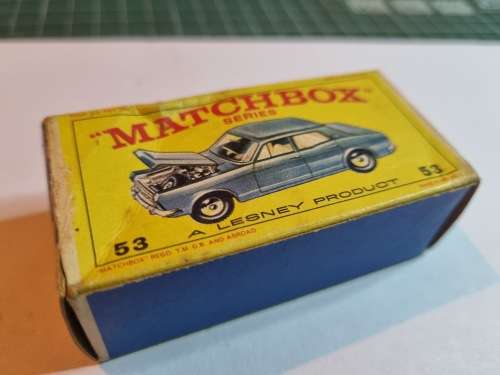 "MATCHBOX"
SERIES
53
A LESNEY PRODUCT
53
"MATCHBOX" REGD. T.M. G.B. AND ABROAD